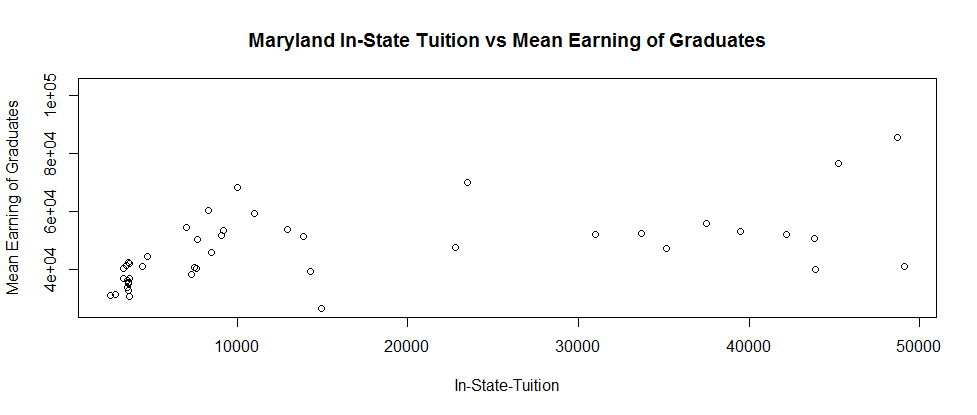 Maryland In-State Tuition vs Mean Earning of Graduates
Mean Earning of Graduates
1e+05
8e+04
6e+04
4e+04
10000 20000 30000 40000 50000
In-State-Tuition